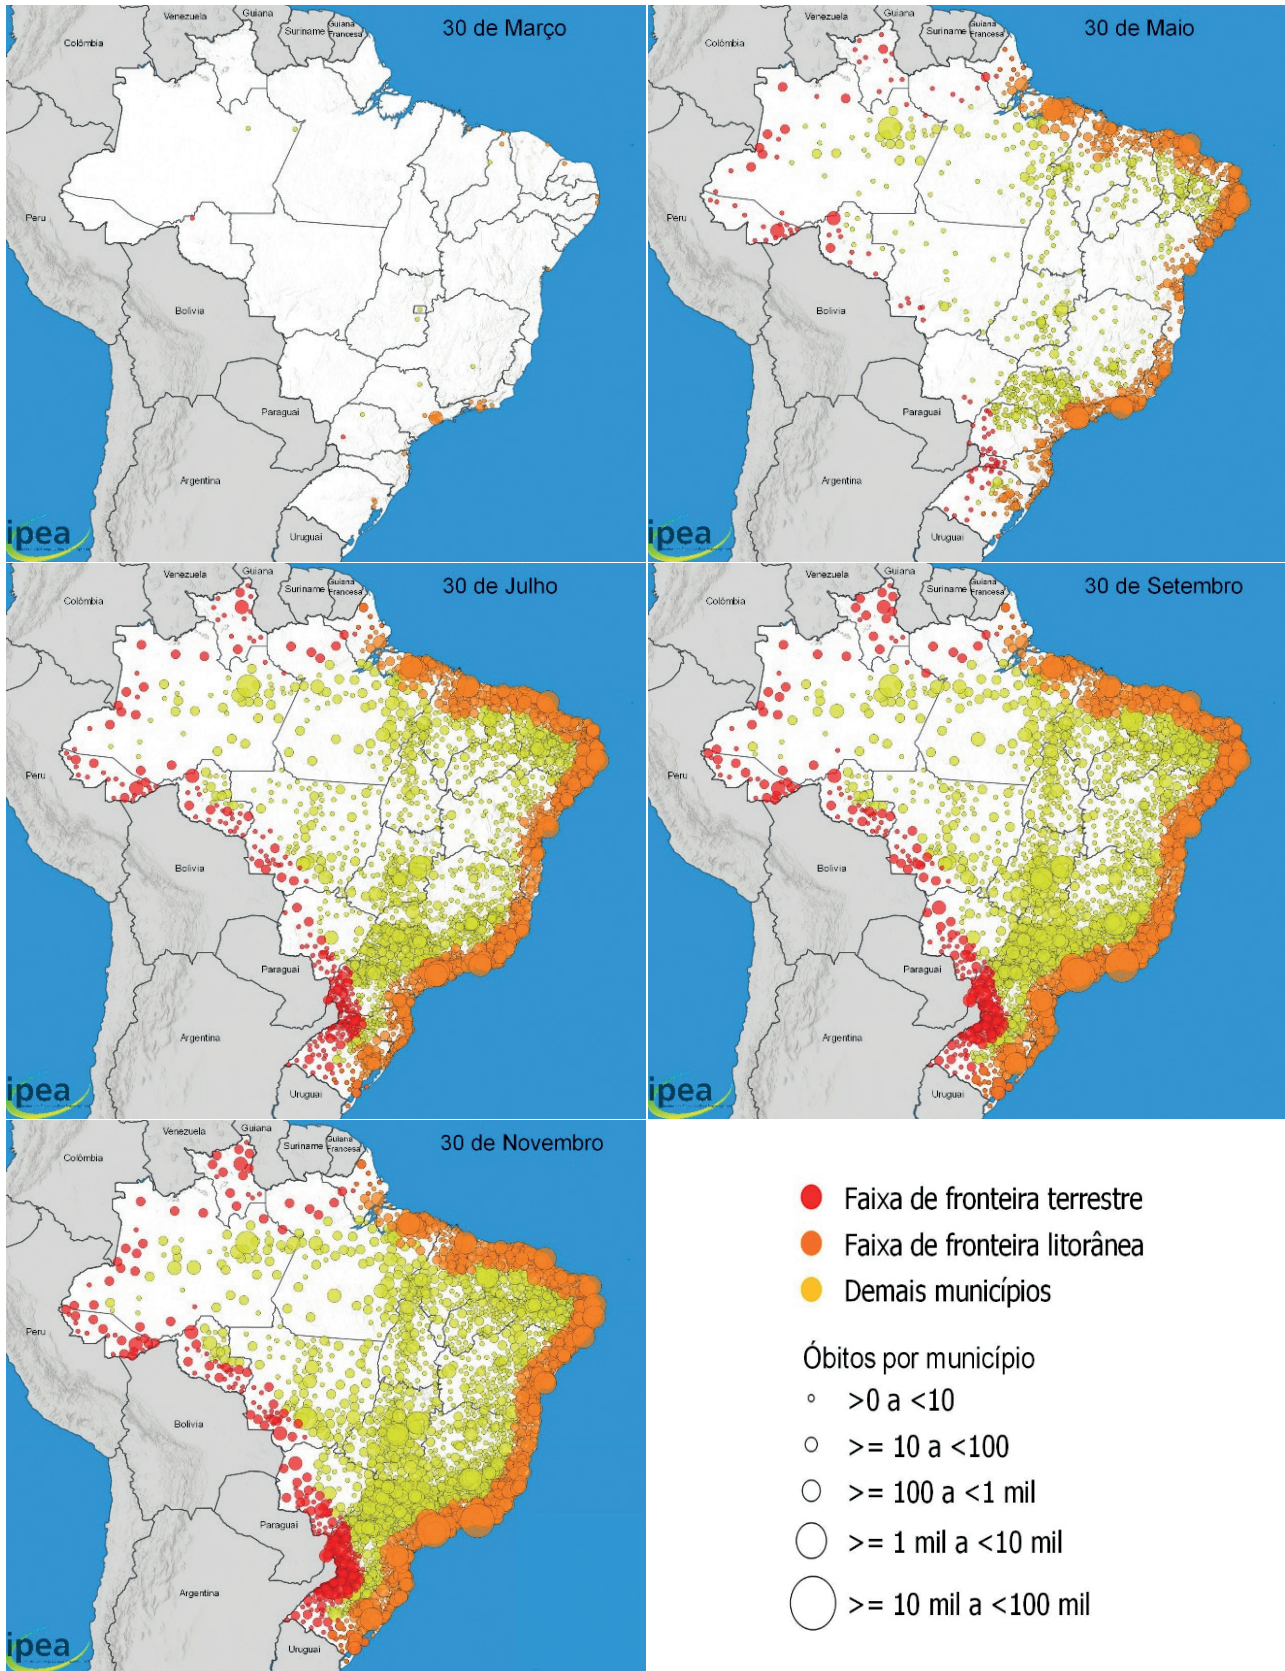 30 de Março
Venezuela
Guiana
Suriname
Guiana
Francesa
Colômbia
Peru
Bolivia
Paraguai
Argentina
Uruguai
ipea
30 de Maio
Venezuela
Guiana
Suriname
Guiana
Francesa
Colômbia
Peru
Bolivia
Paraguai
Argentina
Uruguai
ipea
30 de Julho
Venezuela
Guiana
Suriname
Guiana
Francesa
Colômbia
Peru
Bolivia
Paraguai
Argentina
Uruguai
ipea
30 de Setembro
Venezuela
Guiana
Suriname
Guiana
Francesa
Colômbia
Peru
Bolivia
Paraguai
Argentina
Uruguai
ipea
30 de Novembro
Venezuela
Guiana
Suriname
Guiana
Francesa
Colômbia
Peru
Bolivia
Paraguai
Argentina
Uruguai
ipea
Faixa de fronteira terrestre
Faixa de fronteira litorânea
Demais municípios
Óbitos por município
>0 a <10
>= 10 a <100
>= 100 a <1 mil
>= 1 mil a <10 mil
>= 10 mil a <100 mil